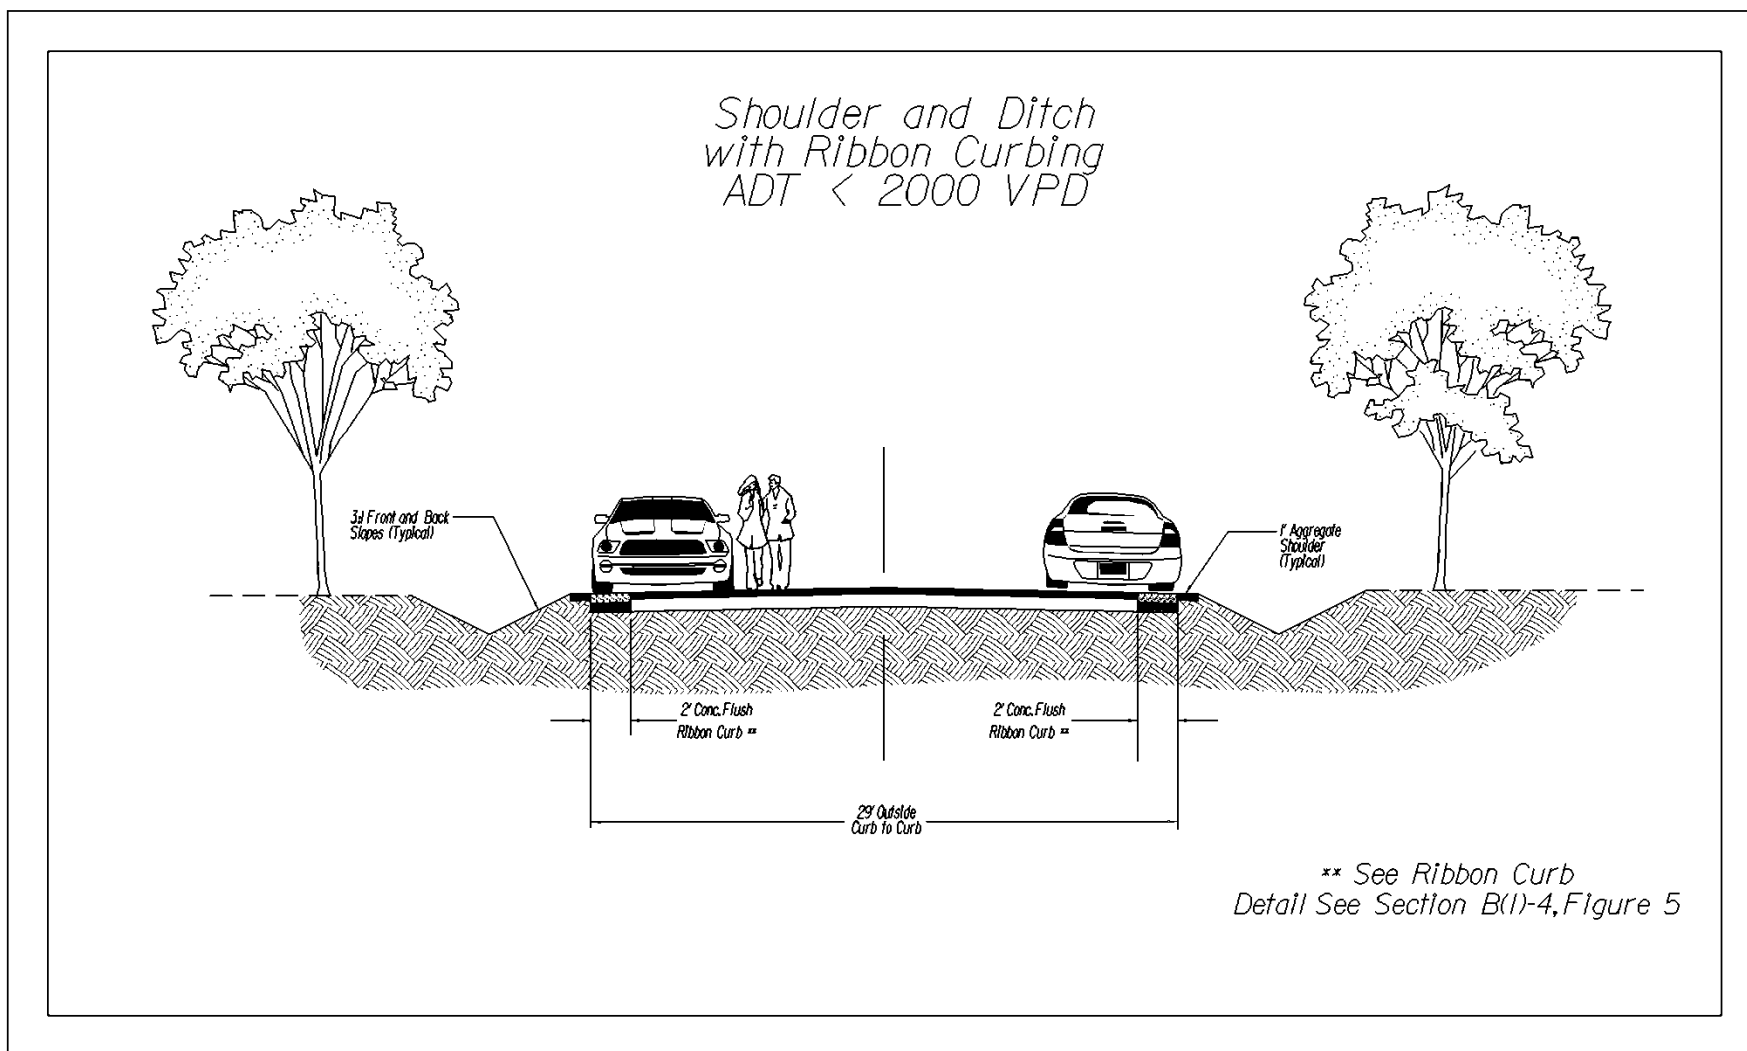 Shoulder and Ditch
with Ribbon Curbing
ADT < 2000 VPD
3:1 Front and Back
Slopes (Typical)
1' Aggregate
Shoulder
(Typical)
2' Conc. Flush
Ribbon Curb **
2' Conc. Flush
Ribbon Curb **
29' Outside
Curb to Curb
** See Ribbon Curb
Detail See Section B(1)-4, Figure 5